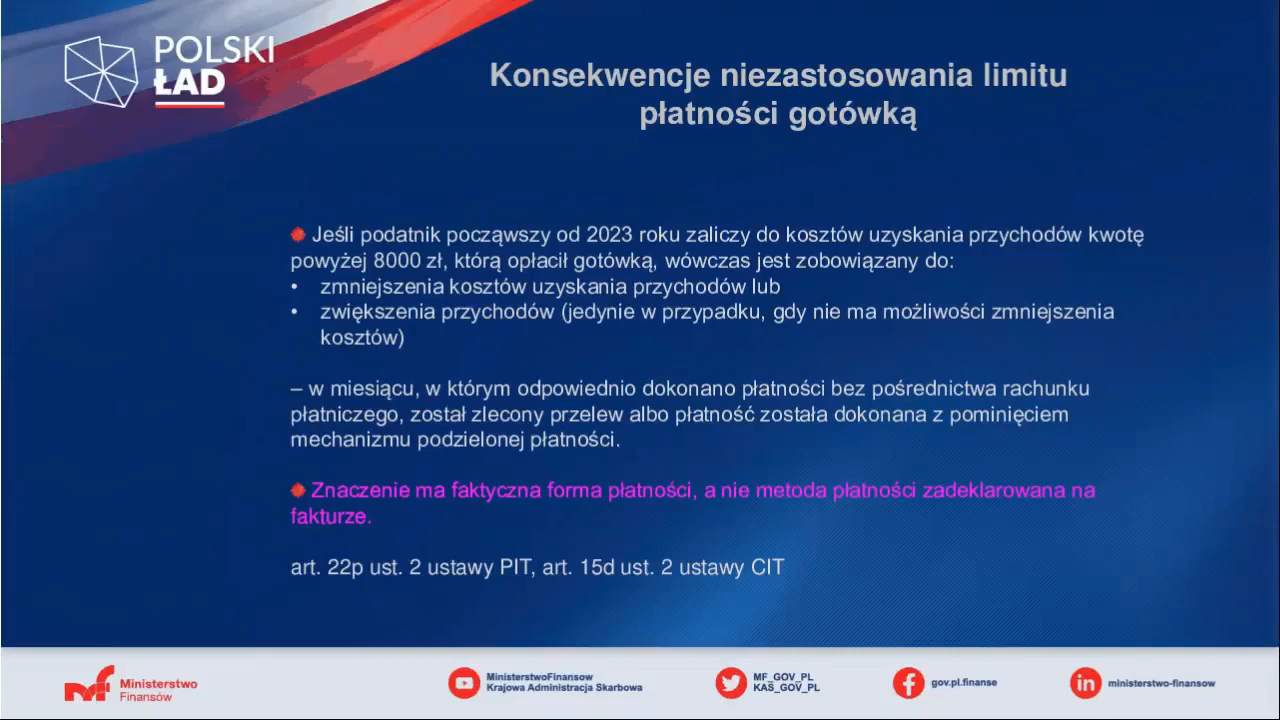 POLSKI
ŁAD
Konsekwencje niezastosowania limitu
płatności gotówką
Jeśli podatnik począwszy od 2023 roku zaliczy do kosztów uzyskania przychodów kwotę
powyżej 8000 zł, którą opłacił gotówką, wówczas jest zobowiązany do:
• zmniejszenia kosztów uzyskania przychodów lub
• zwiększenia przychodów (jedynie w przypadku, gdy nie ma możliwości zmniejszenia
kosztów)
– w miesiącu, w którym odpowiednio dokonano płatności bez pośrednictwa rachunku
płatniczego, został zlecony przelew albo płatność została dokonana z pominięciem
mechanizmu podzielonej płatności.
Znaczenie ma faktyczna forma płatności, a nie metoda płatności zadeklarowana na
fakturze.
art. 22p ust. 2 ustawy PIT, art. 15d ust. 2 ustawy CIT
Ministerstwo
Finansów
MinisterstwoFinansow
Krajowa Administracja Skarbowa
MF_GOV_PL
KAS_GOV_PL
gov.pl.finanse
ministerstwo-finansow